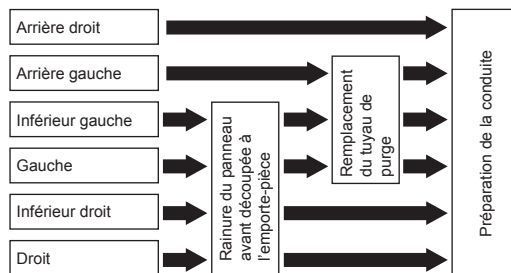 Arrière droit
Arrière gauche
Inférieur gauche
Gauche
Inférieur droit
Droit
Rainure du panneau
avant découpée à
l'emporte-pièce
Remplacement
du tuyau de
purge
Préparation de la conduite